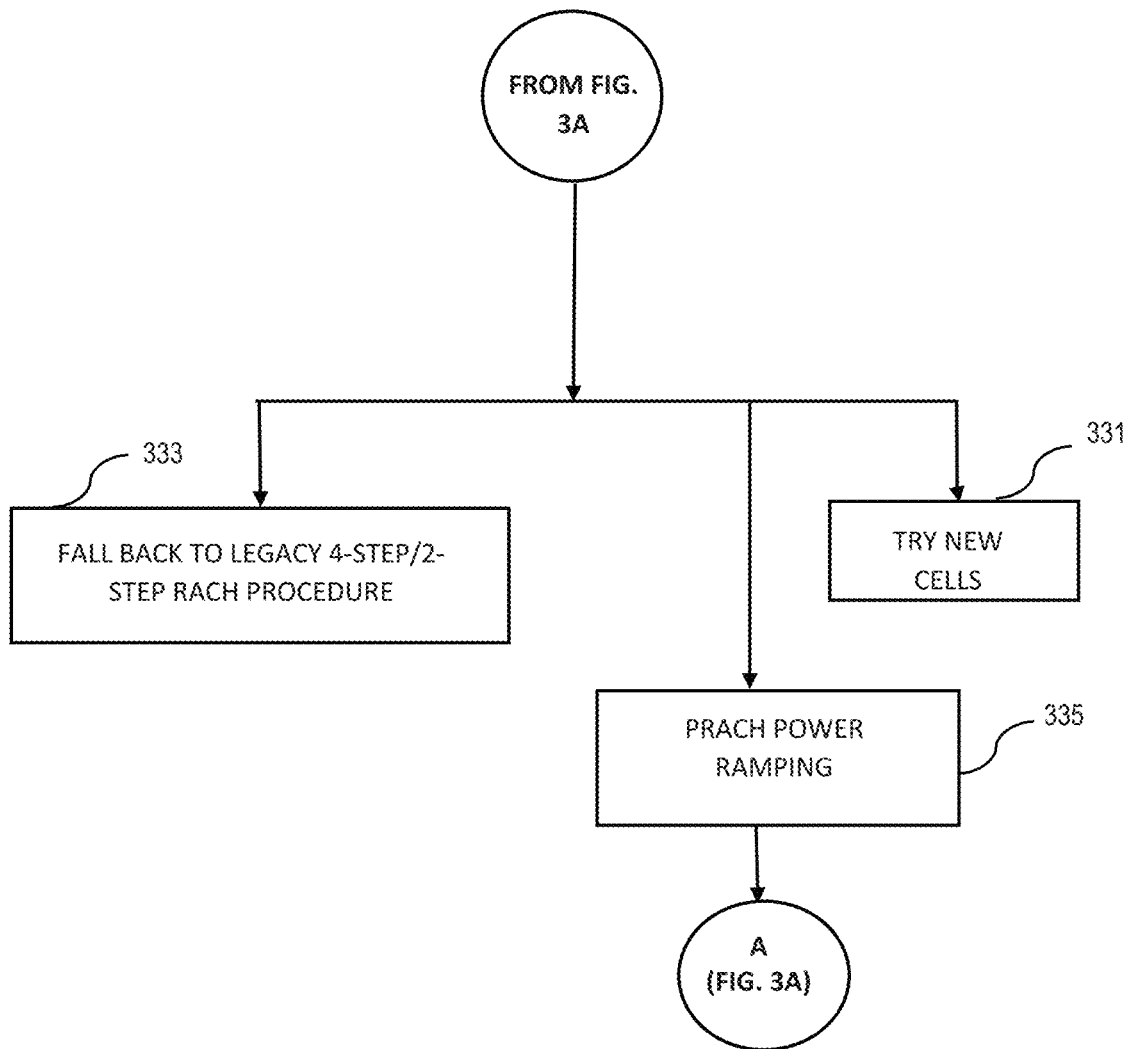 FROM FIG.
3A
333
331
FALL BACK TO LEGACY 4-STEP/2-
STEP RACH PROCEDURE
TRY NEW
CELLS
335
PRACH POWER
RAMPING
A
(FIG. 3A)